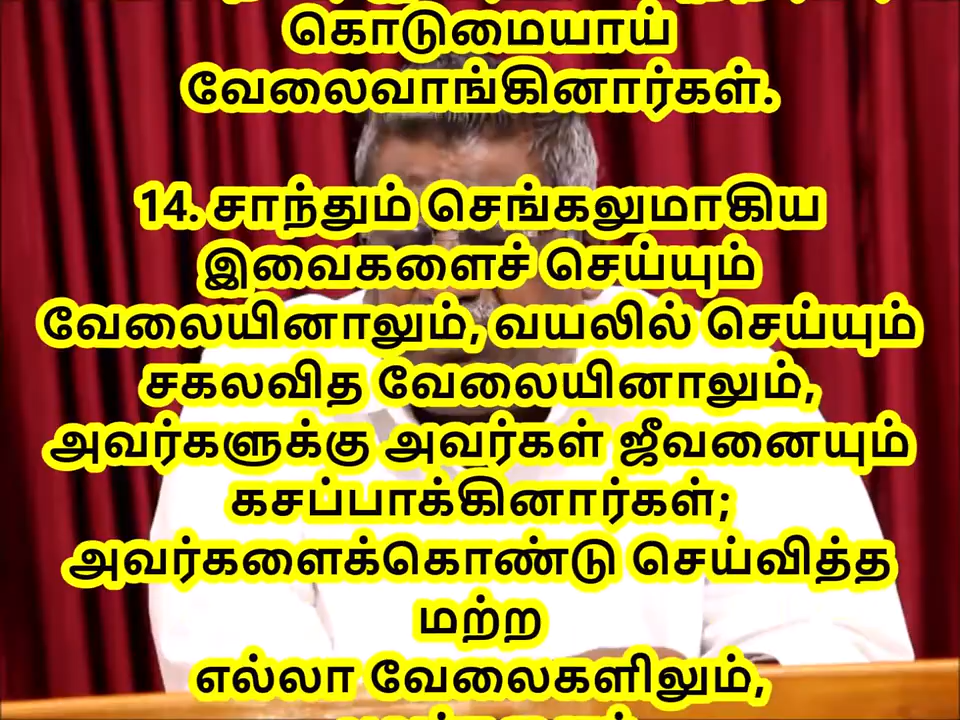 கொடுமையாய்
வேலைவாங்கினார்கள்.
14. சாந்தும் செங்கலுமாகிய
இவைகளைச் செய்யும்
வேலையினாலும், வயலில் செய்யும்
சகலவித வேலையினாலும்,
அவர்களுக்கு அவர்கள் ஜீவனையும்
கசப்பாக்கினார்கள்;
அவர்களைக்கொண்டு செய்வித்த
மற்ற
எல்லா வேலைகளிலும்,